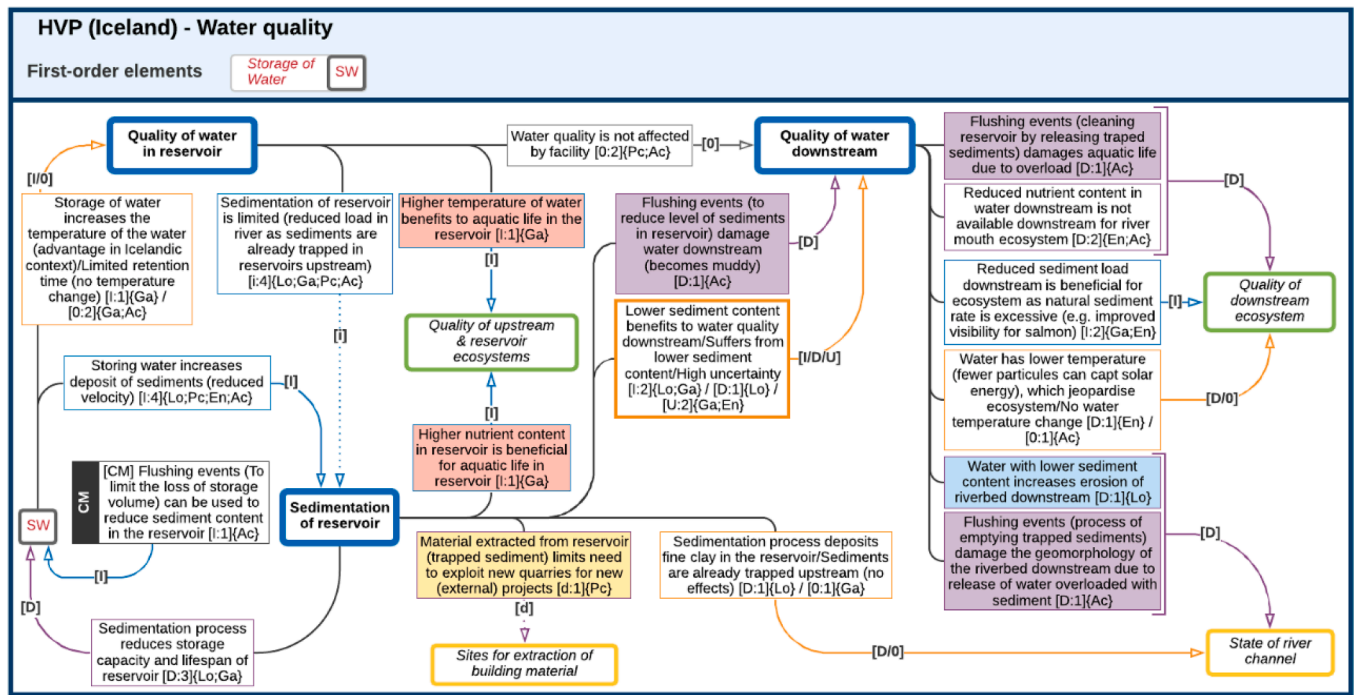 HVP (Iceland) - Water quality
First-order elements
Storage of
Water
SW
Quality of water
in reservoir
Water quality is not affected
by facility [0:2]{Pc;Ac}
[0]
Quality of water
downstream
Flushing events (cleaning
reservoir by releasing traped
sediments) damages aquatic life
due to overload [D:1]{Ac}
[D]
[I/0]
Storage of water
increases the
temperature of the water
(advantage in Icelandic
context)/Limited retention
time (no temperature
change) [I:1]{Ga} /
[0:2]{Ga;Ac}
Sedimentation of reservoir
is limited (reduced load in
river as sediments are
already trapped in
reservoirs upstream)
[i:4]{Lo;Ga;Pc;Ac}
[i]
Higher temperature of water
benefits to aquatic life in the
reservoir [I:1]{Ga}
[I]
Flushing events (to
reduce level of sediments
in reservoir) damage
water downstream
(becomes muddy)
[D:1]{Ac}
[D]
Reduced nutrient content in
water downstream is not
available downstream for river
mouth ecosystem [D:2]{En;Ac}
Reduced sediment load
downstream is beneficial for
ecosystem as natural sediment
rate is excessive (e.g. improved
visibility for salmon) [I:2]{Ga;En}
[I]
Quality of
downstream
ecosystem
Quality of upstream
& reservoir
ecosystems
Lower sediment content
benefits to water quality
downstream/Suffers from
lower sediment
content/High uncertainty
[I:2]{Lo;Ga} / [D:1]{Lo} /
[U:2]{Ga;En}
[I/D/U]
Storing water increases
deposit of sediments (reduced
velocity) [I:4]{Lo;Pc;En;Ac}
[I]
[I]
Water has lower temperature
(fewer particules can capt solar
energy), which jeopardise
ecosystem/No water
temperature change [D:1]{En} /
[0:1]{Ac}
[D/0]
Higher nutrient content
in reservoir is beneficial
for aquatic life in
reservoir [I:1]{Ga}
CM
[CM] Flushing events (To
limit the loss of storage
volume) can be used to
reduce sediment content
in the reservoir [I:1]{Ac}
[I]
SW
Sedimentation
of reservoir
Water with lower sediment
content increases erosion of
riverbed downstream [D:1]{Lo}
Flushing events (process of
emptying trapped sediments)
damage the geomorphology of
the riverbed downstream due to
release of water overloaded with
sediment [D:1]{Ac}
[D]
Material extracted from reservoir
(trapped sediment) limits need
to exploit new quarries for new
(external) projects [d:1]{Pc}
[d]
Sedimentation process deposits
fine clay in the reservoir/Sediments
are already trapped upstream (no
effects) [D:1]{Lo} / [0:1]{Ga}
[D/0]
[D]
Sedimentation process
reduces storage
capacity and lifespan of
reservoir [D:3]{Lo;Ga}
Sites for extraction of
building material
State of river
channel